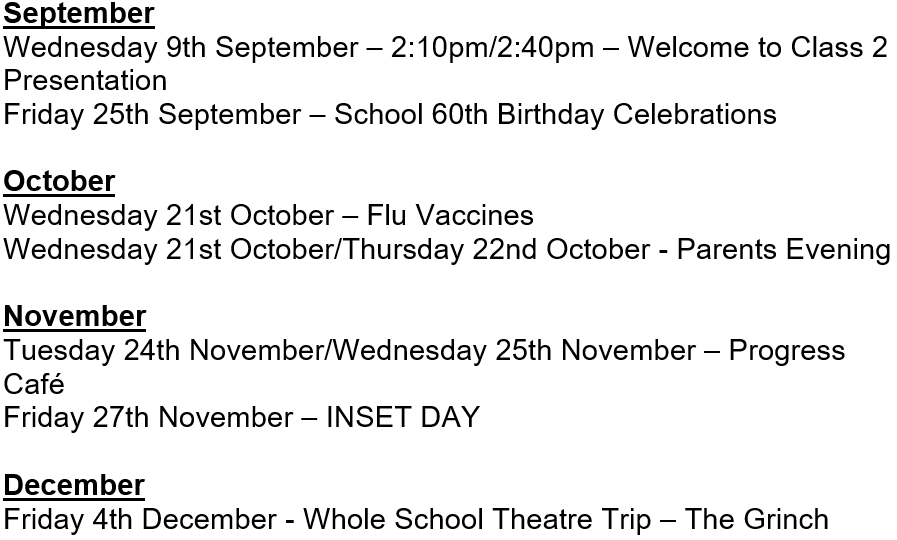 September
Wednesday 9th September – 2:10pm/2:40pm – Welcome to Class 2
Presentation
Friday 25th September – School 60th Birthday Celebrations
October
Wednesday 21st October – Flu Vaccines
Wednesday 21st October/Thursday 22nd October - Parents Evening
November
Tuesday 24th November/Wednesday 25th November – Progress
Café
Friday 27th November – INSET DAY
December
Friday 4th December - Whole School Theatre Trip – The Grinch